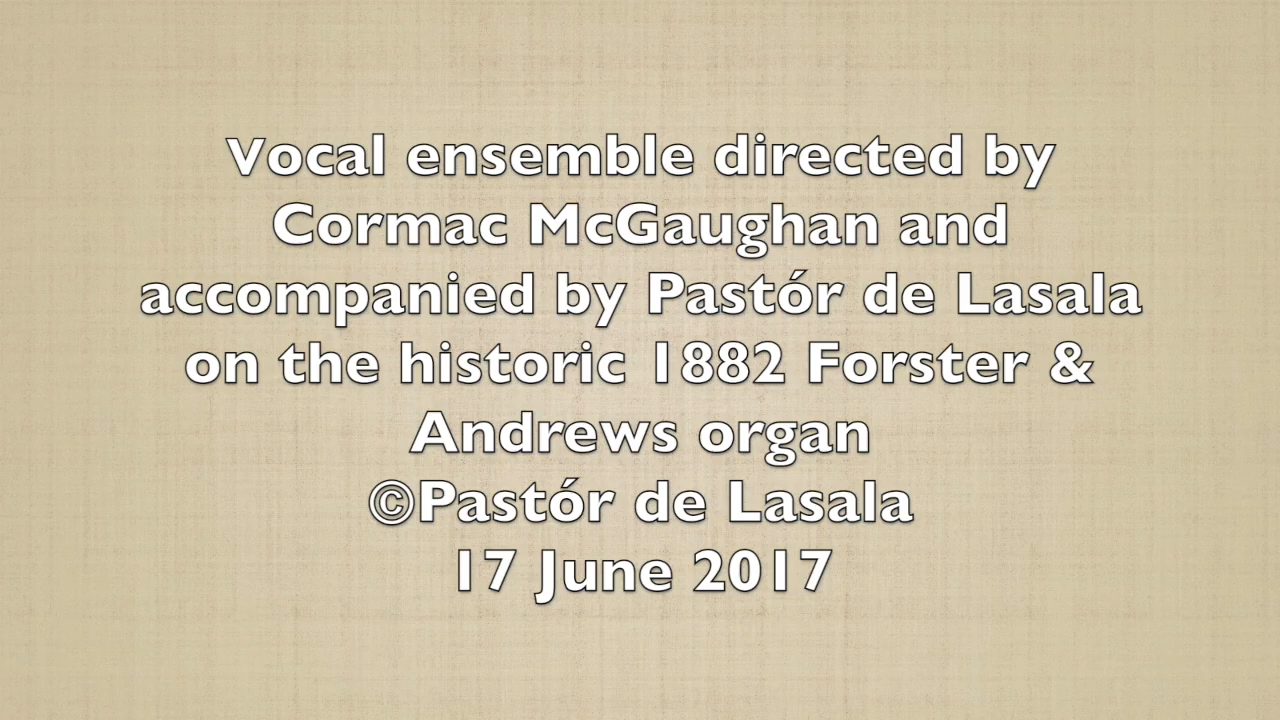 Vocal ensemble directed by
Cormac McGaughan and
accompanied by Pastór de Lasala
on the historic 1882 Forster &
Andrews organ
©Pastór de Lasala
17 June 2017